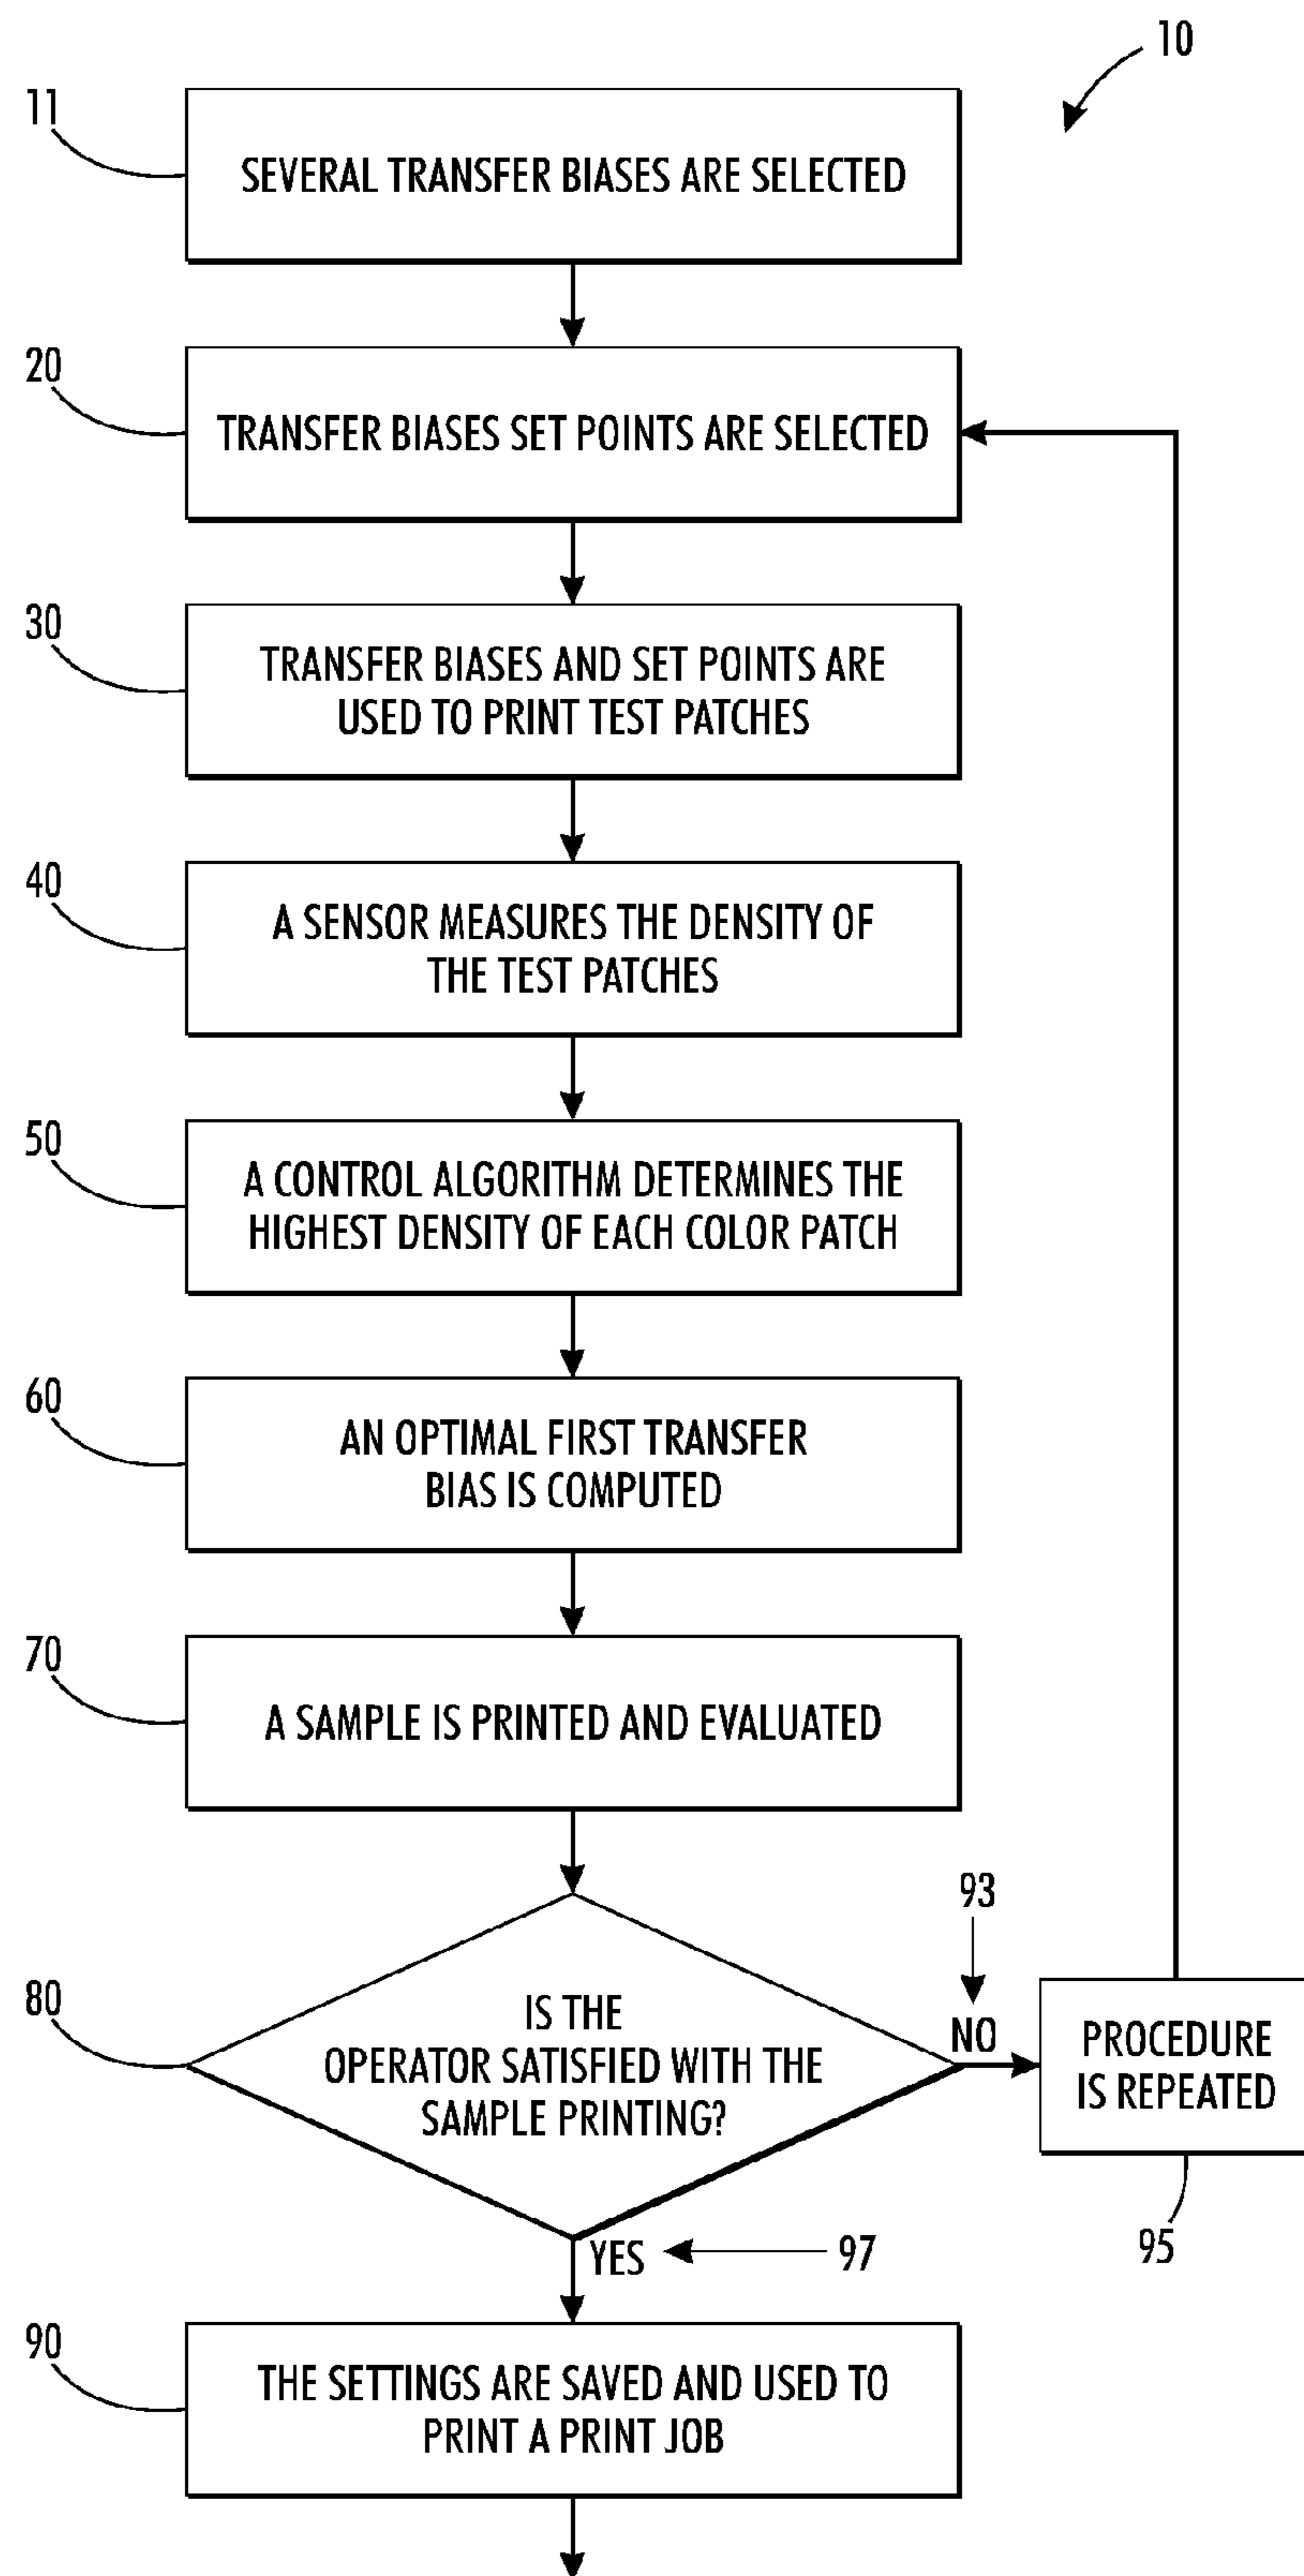 10
11
SEVERAL TRANSFER BIASES ARE SELECTED
20
TRANSFER BIASES SET POINTS ARE SELECTED
30
TRANSFER BIASES AND SET POINTS ARE
USED TO PRINT TEST PATCHES
40
A SENSOR MEASURES THE DENSITY OF
THE TEST PATCHES
50
A CONTROL ALGORITHM DETERMINES THE
HIGHEST DENSITY OF EACH COLOR PATCH
60
AN OPTIMAL FIRST TRANSFER
BIAS IS COMPUTED
70
A SAMPLE IS PRINTED AND EVALUATED
80
IS THE
OPERATOR SATISFIED WITH THE
SAMPLE PRINTING?
93
NO
PROCEDURE
IS REPEATED
95
YES
97
90
THE SETTINGS ARE SAVED AND USED TO
PRINT A PRINT JOB